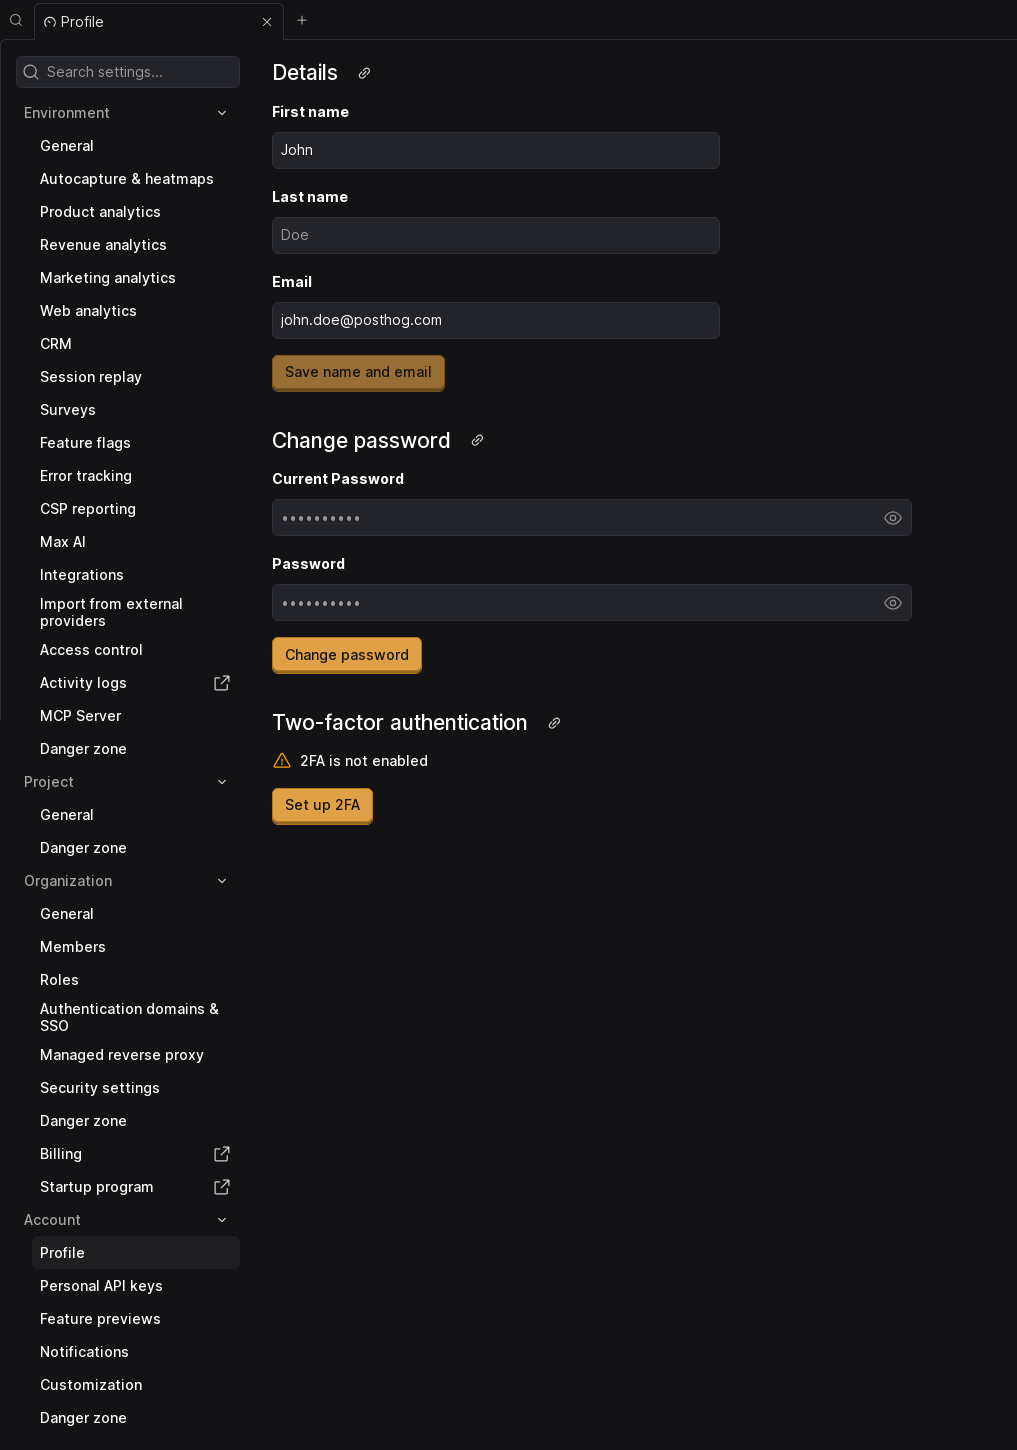 Profile
Search settings...
Environment
General
Autocapture & heatmaps
Product analytics
Revenue analytics
Marketing analytics
Web analytics
CRM
Session replay
Surveys
Feature flags
Error tracking
CSP reporting
Max AI
Integrations
Import from external
providers
Access control
Activity logs
MCP Server
Danger zone
Project
General
Danger zone
Organization
General
Members
Roles
Authentication domains &
SSO
Managed reverse proxy
Security settings
Danger zone
Billing
Startup program
Account
Profile
Personal API keys
Feature previews
Notifications
Customization
Danger zone
Details
First name
John
Last name
Doe
Email
john.doe@posthog.com
Save name and email
Change password
Current Password
••••••••••
Password
••••••••••
Change password
Two-factor authentication
2FA is not enabled
Set up 2FA